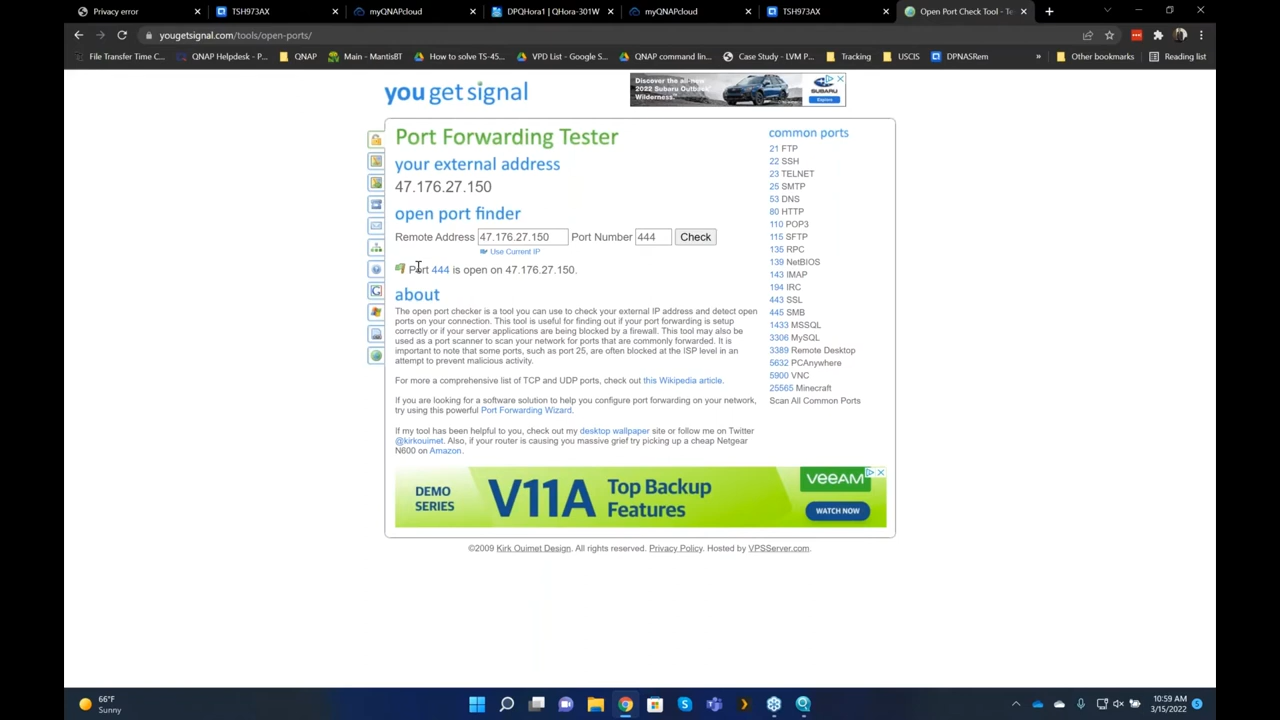 Privacy error
TSH973AX
myQNAPcloud
DPQHora1 | QHora-301W
myQNAPcloud
TSH973AX
Open Port Check Tool - Te
yougetsignal.com/tools/open-ports/
File Transfer Time C...
QNAP Helpdesk - P...
QNAP
Main - MantisBT
How to solve TS-45...
VPD List - Google S...
QNAP command lin...
Case Study - LVM P...
Tracking
USCIS
DPNASRem
»
Other bookmarks
Reading list
you get signal
Discover the all-new
2022 Subaru Outback
Wilderness.
SUBARU
Explore
Port Forwarding Tester
your external address
47.176.27.150
open port finder
Remote Address 47.176.27.150 Port Number 444 Check
Use Current IP
Port 444 is open on 47.176.27.150.
about
The open port checker is a tool you can use to check your external IP address and detect open
ports on your connection. This tool is useful for finding out if your port forwarding is setup
correctly or if your server applications are being blocked by a firewall. This tool may also be
used as a port scanner to scan your network for ports that are commonly forwarded. It is
important to note that some ports, such as port 25, are often blocked at the ISP level in an
attempt to prevent malicious activity.
For more a comprehensive list of TCP and UDP ports, check out this Wikipedia article.
If you are looking for a software solution to help you configure port forwarding on your network,
try using this powerful Port Forwarding Wizard.
If my tool has been helpful to you, check out my desktop wallpaper site or follow me on Twitter
@kirkouimet. Also, if your router is causing you massive grief try picking up a cheap Netgear
N600 on Amazon.
common ports
21 FTP
22 SSH
23 TELNET
25 SMTP
53 DNS
80 HTTP
110 POP3
115 SFTP
135 RPC
139 NetBIOS
143 IMAP
194 IRC
443 SSL
445 SMB
1433 MSSQL
3306 MySQL
3389 Remote Desktop
5632 PCAnywhere
5900 VNC
25565 Minecraft
Scan All Common Ports
DEMO
SERIES
V11A
Top Backup
Features
VEEAM
WATCH NOW
©2009 Kirk Ouimet Design. All rights reserved. Privacy Policy. Hosted by VPSServer.com.
66°F
Sunny
10:59 AM
3/15/2022